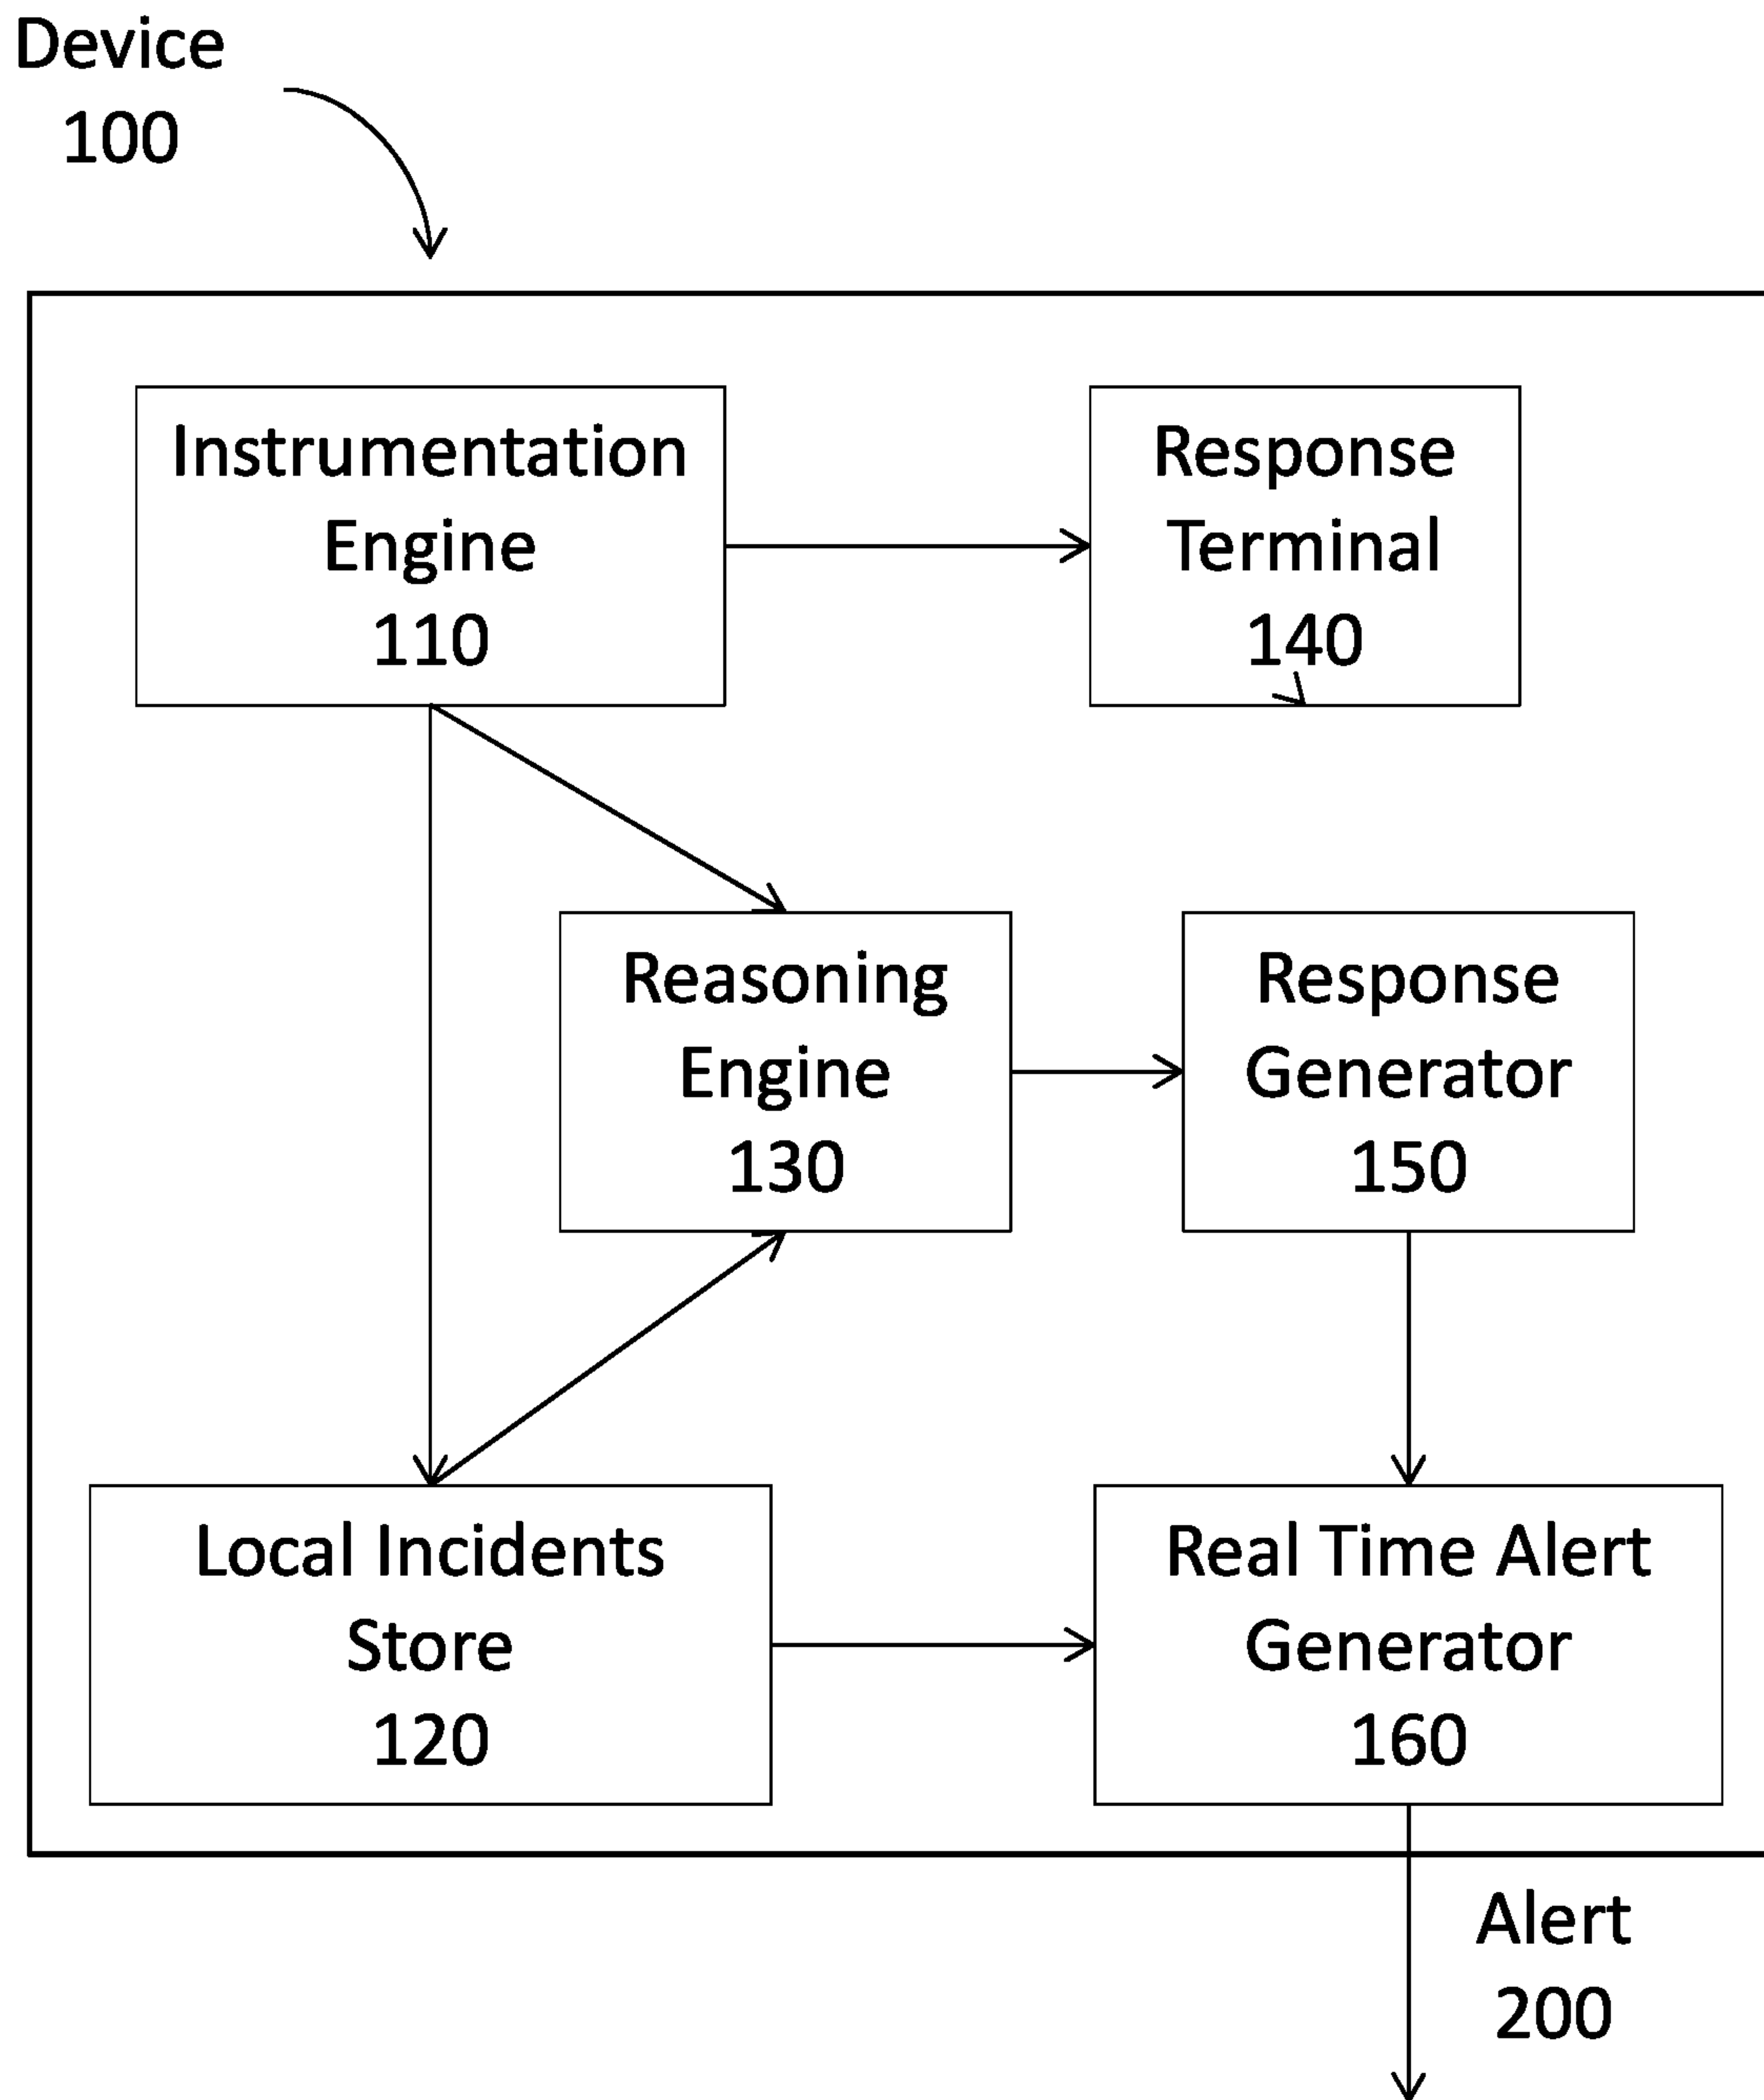 Device
100
Instrumentation
Engine
110
Response
Terminal
140
Reasoning
Engine
130
Response
Generator
150
Local Incidents
Store
120
Real Time Alert
Generator
160
Alert
200